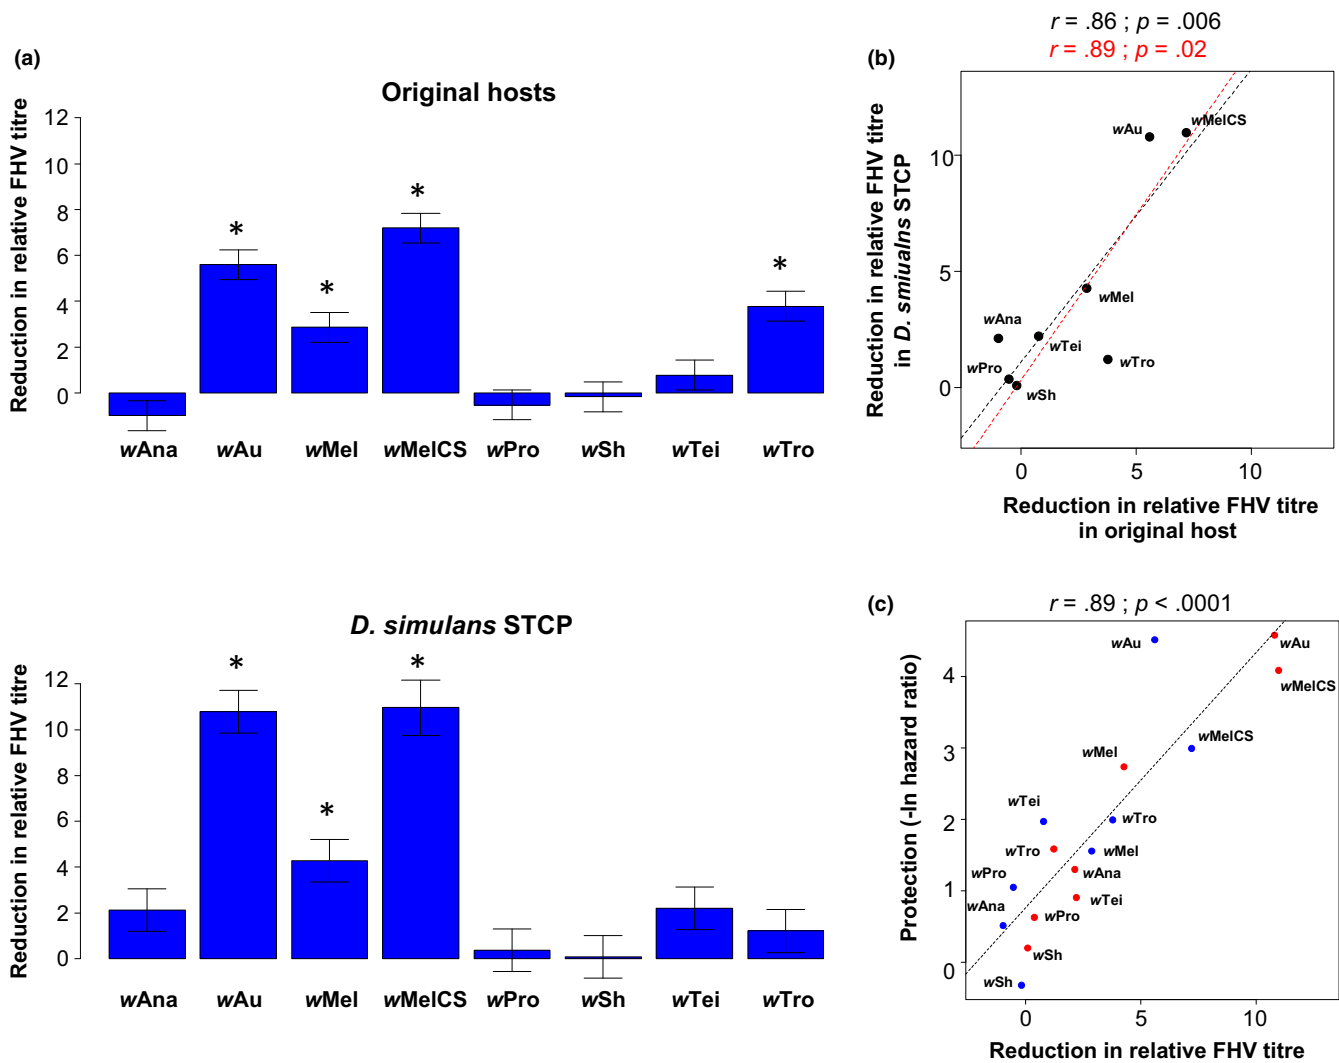 (a)
Original hosts
Reduction in relative FHV titre
12
10
8
6
4
2
0
*
*
*
*
wAna wAu wMel wMelCS wPro wSh wTei wTro
D. simulans STCP
Reduction in relative FHV titre
12
10
8
6
4
2
0
*
*
*
wAna wAu wMel wMelCS wPro wSh wTei wTro
r = .86 ; p = .006
r = .89 ; p = .02
(b)
Reduction in relative FHV titre
in D. smiualns STCP
10
5
0
wAu
wMelCS
wMel
wAna
wTei
wTro
wPro
wSh
0 5 10
Reduction in relative FHV titre
in original host
(c)
r = .89 ; p < .0001
Protection (-ln hazard ratio)
4
3
2
1
0
wAu
wAu
wMelCS
wMelCS
wMel
wTei
wTro
wTro
wMel
wPro
wAna
wAna
wTei
wPro
wSh
wSh
0 5 10
Reduction in relative FHV titre